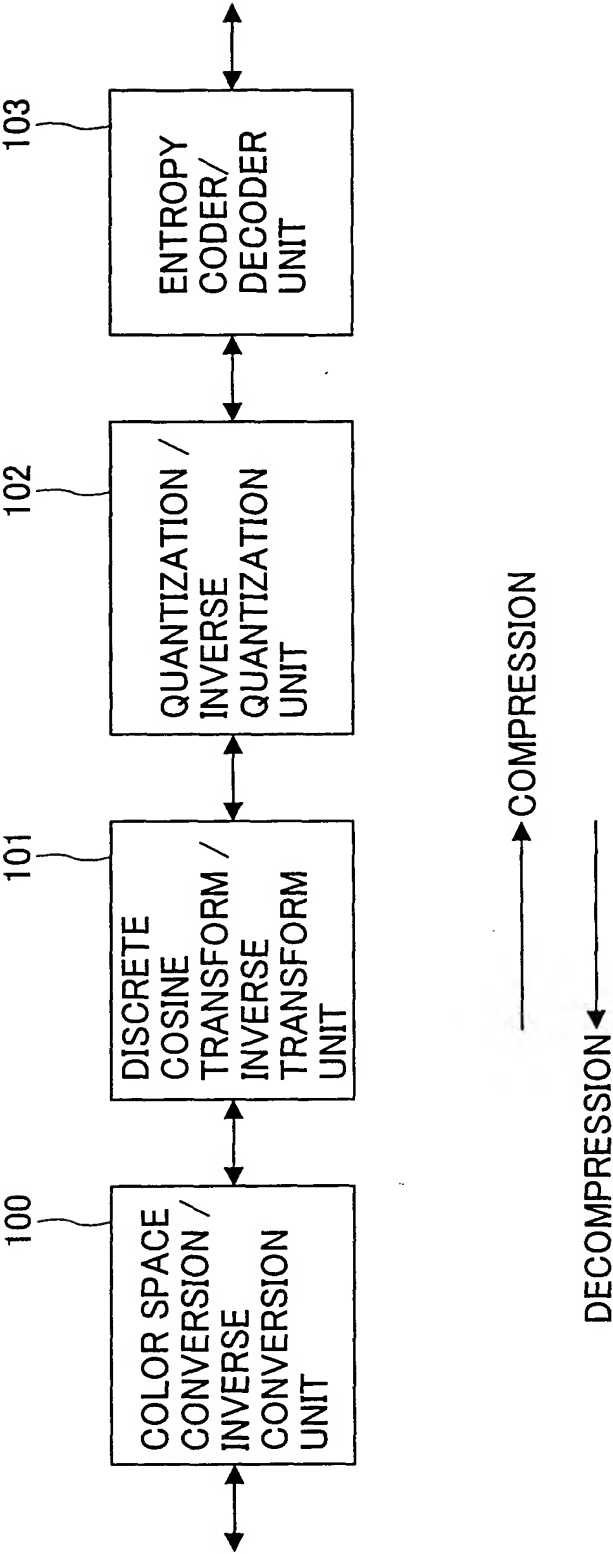 100
COLOR SPACE
CONVERSION /
INVERSE
CONVERSION
UNIT
101
DISCRETE
COSINE
TRANSFORM /
INVERSE
TRANSFORM
UNIT
102
QUANTIZATION /
INVERSE
QUANTIZATION
UNIT
103
ENTROPY
CODER/
DECODER
UNIT
COMPRESSION
DECOMPRESSION